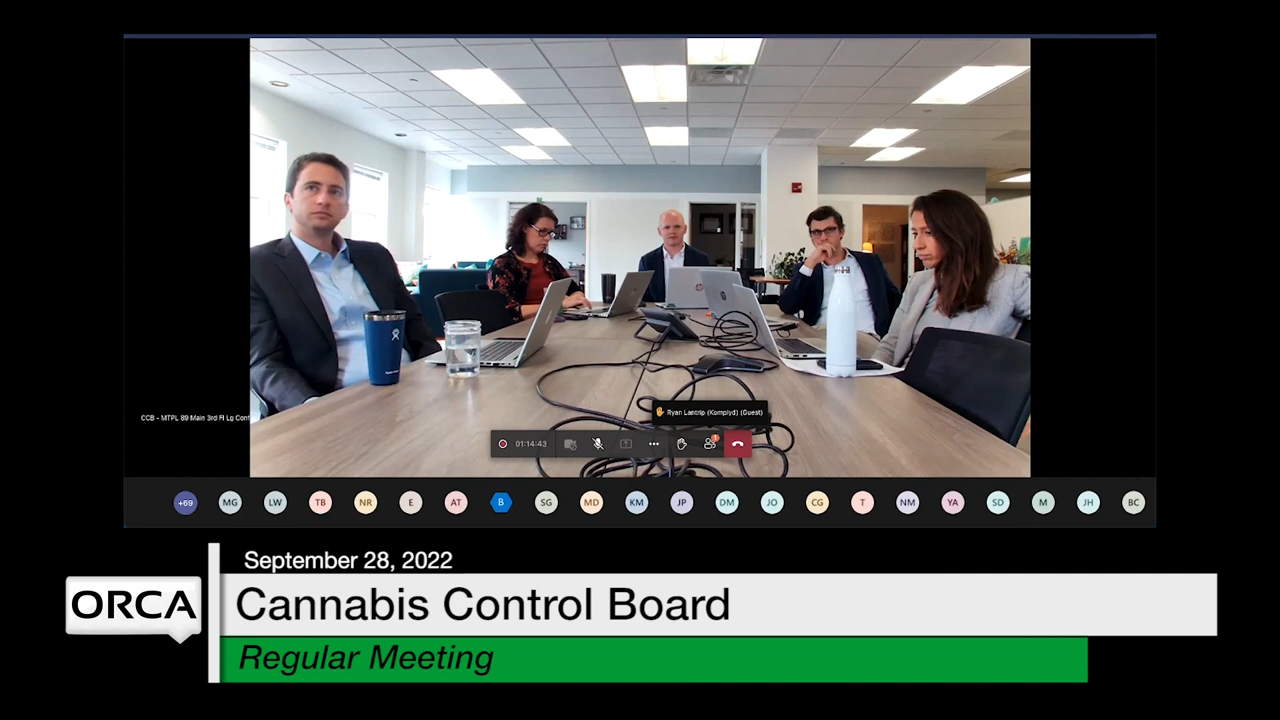 CCB - MTPL 89 Main 3rd Fl Lg Conf
Ryan Lantrip (Komplyd) (Guest)
01:14:43
1
+69 MG LW TB NR E AT B SG MD KM JP DM JO CG T NM YA SD M JH BC
September 28, 2022
ORCA
Cannabis Control Board
Regular Meeting